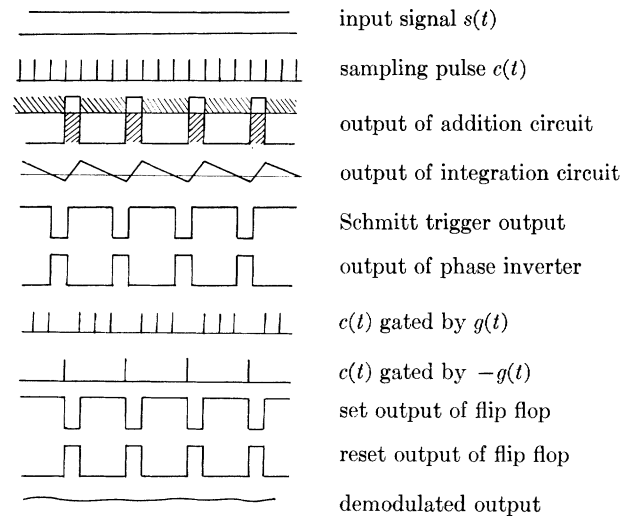 input signal s(t)
sampling pulse c(t)
output of addition circuit
output of integration circuit
Schmitt trigger output
output of phase inverter
c(t) gated by g(t)
c(t) gated by −g(t)
set output of flip flop
reset output of flip flop
demodulated output